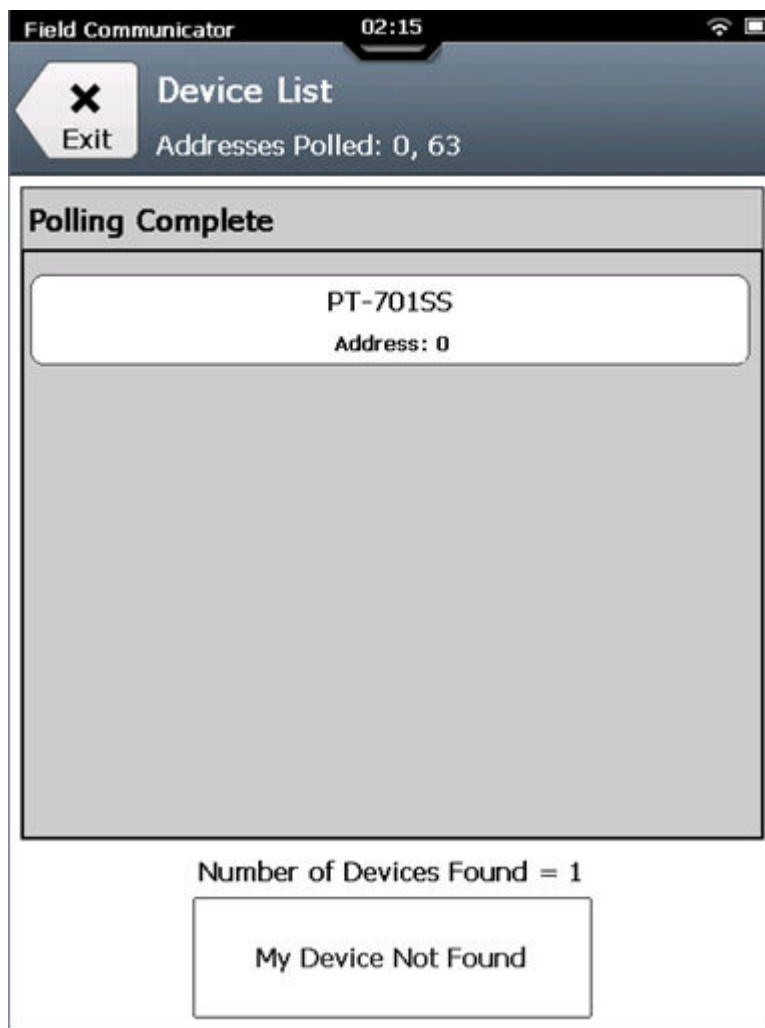 Field Communicator 02:15
Device List
Exit
Addresses Polled: 0, 63
Polling Complete
PT-701SS
Address: 0
Number of Devices Found = 1
My Device Not Found